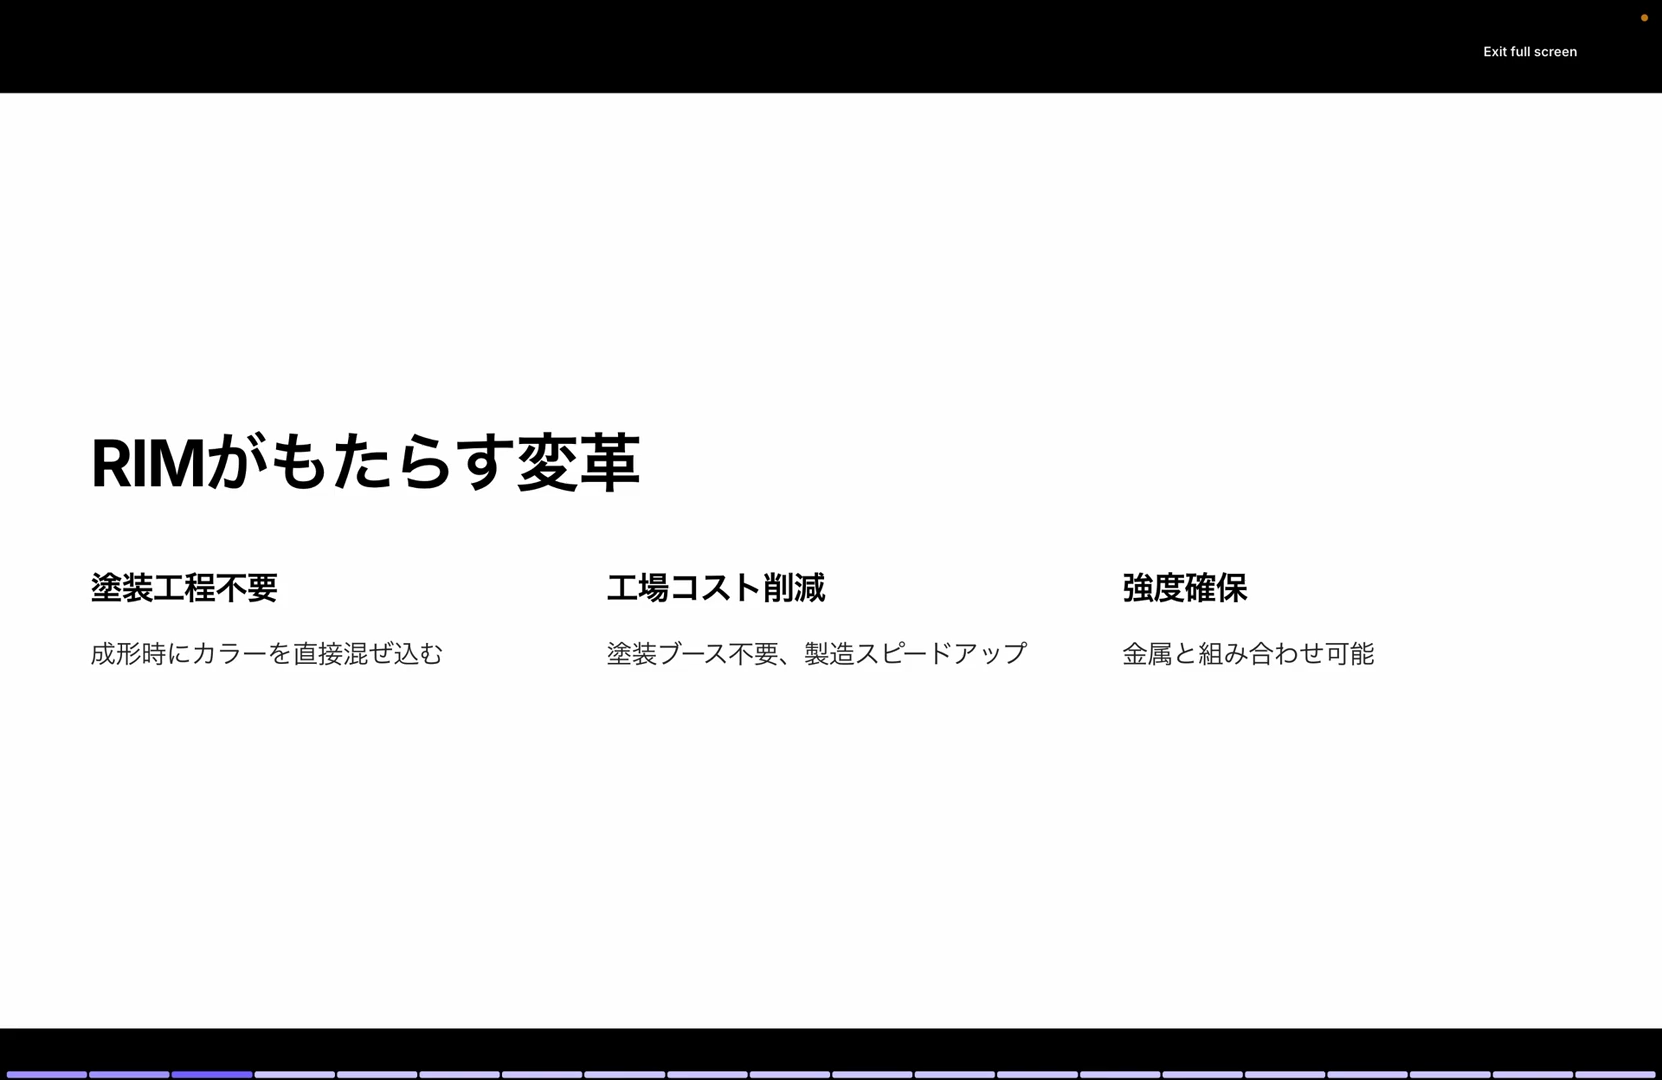 Exit full screen
RIMがもたらす変革
塗装工程不要
成形時にカラーを直接混ぜ込む
工場コスト削減
塗装ブース不要、製造スピードアップ
強度確保
金属と組み合わせ可能